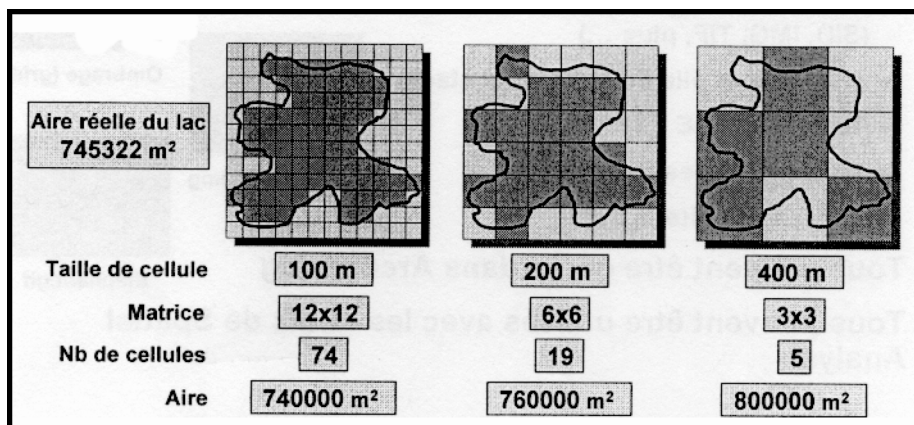 Aire réelle du lac
745322 m²
Taille de cellule 100 m 200 m 400 m
Matrice 12x12 6x6 3x3
Nb de cellules 74 19 5
Aire 740000 m² 760000 m² 800000 m²